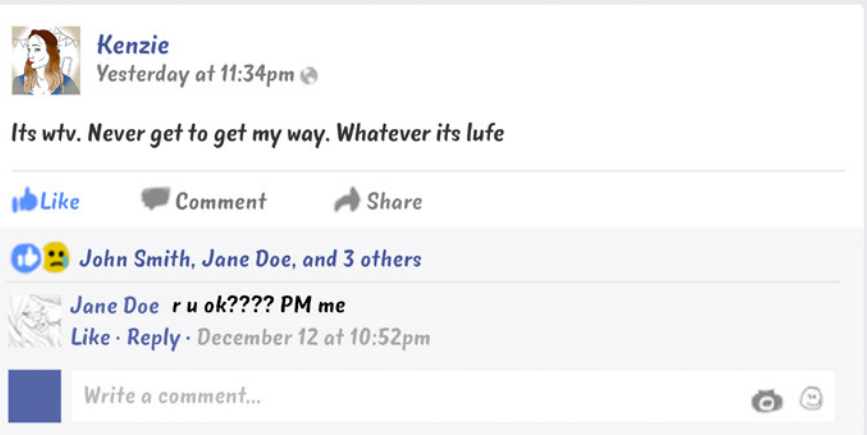 Kenzie
Yesterday at 11:34pm
Its wtv. Never get to get my way. Whatever its lufe
Like Comment Share
John Smith, Jane Doe, and 3 others
Jane Doe r u ok???? PM me
Like · Reply · December 12 at 10:52pm
Write a comment...